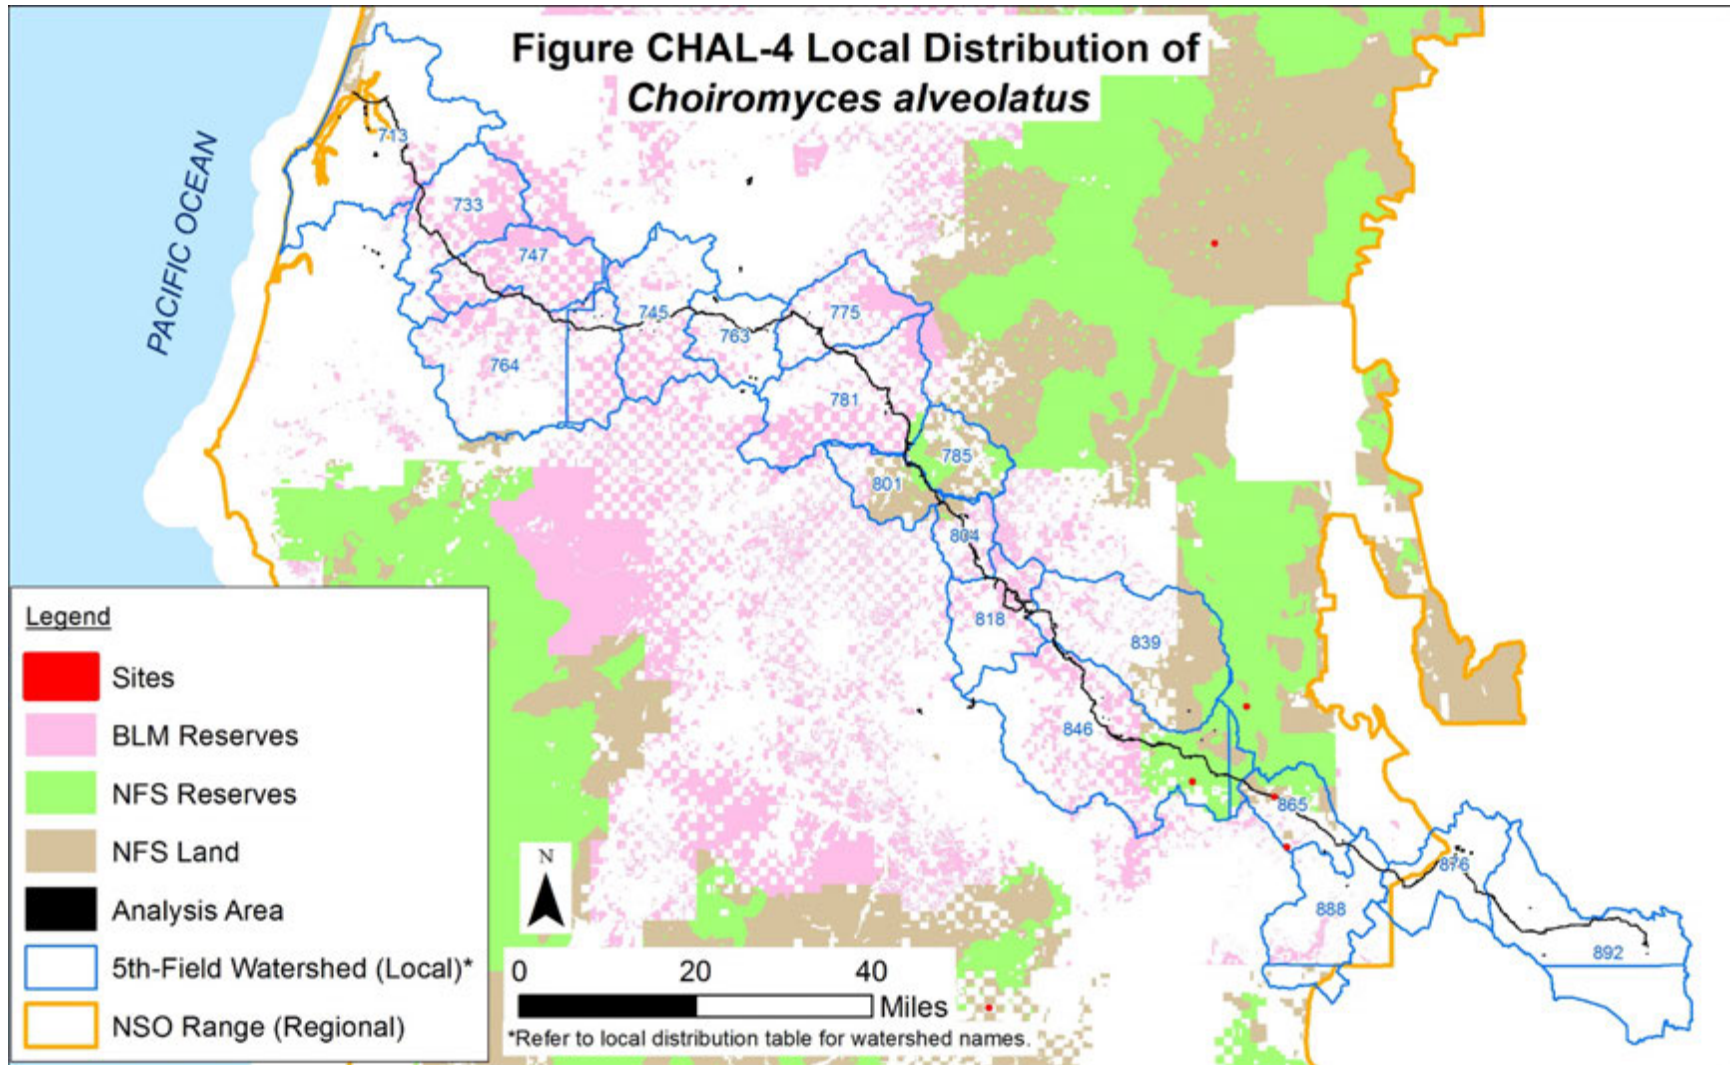 Figure CHAL-4 Local Distribution of
Choiromyces alveolatus
PACIFIC OCEAN
713
733
747
745
775
763
764
781
785
801
804
818
839
846
865
876
888
892
Legend
Sites
BLM Reserves
NFS Reserves
NFS Land
Analysis Area
5th-Field Watershed (Local)*
NSO Range (Regional)
N
0 20 40
Miles
*Refer to local distribution table for watershed names.